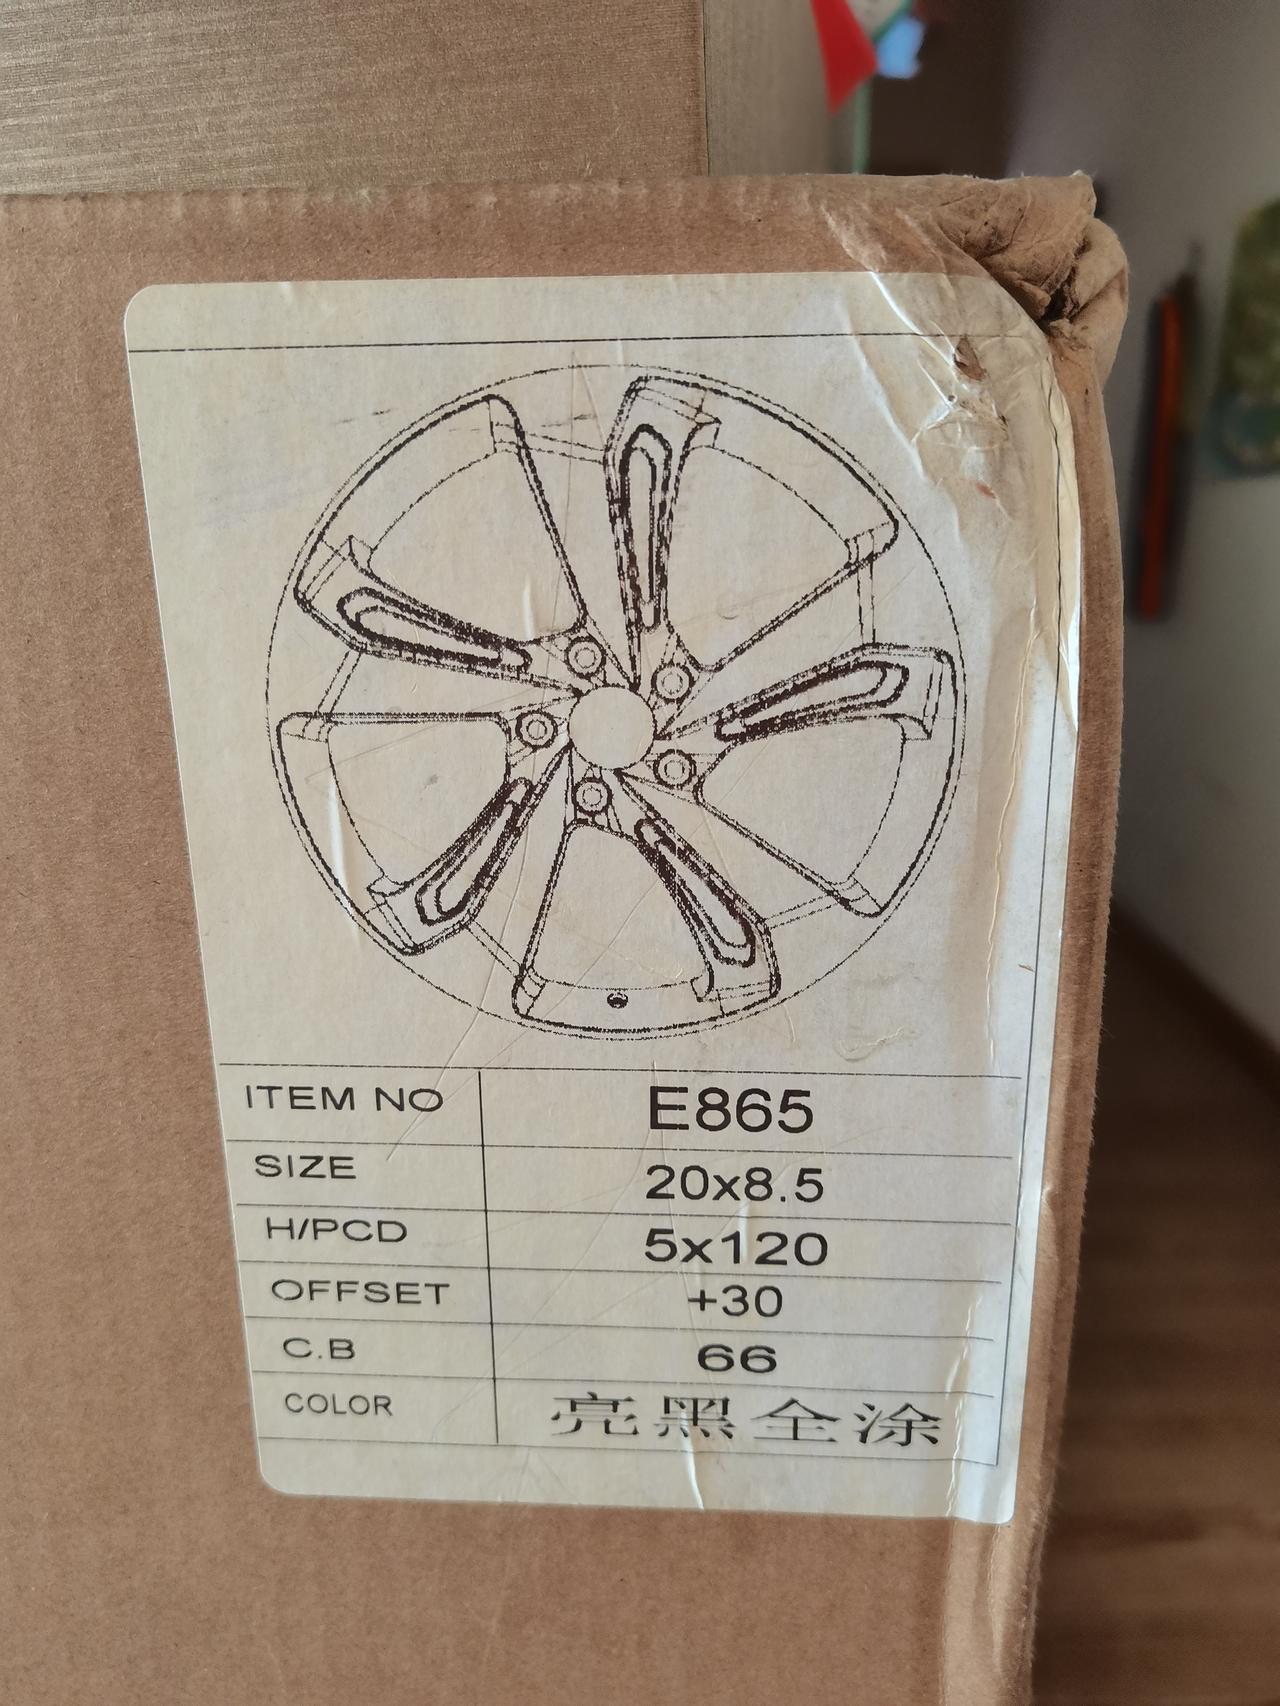 ITEM NO E865
SIZE 20x8.5
H/PCD 5x120
OFFSET +30
C.B 66
COLOR 亮黑全涂